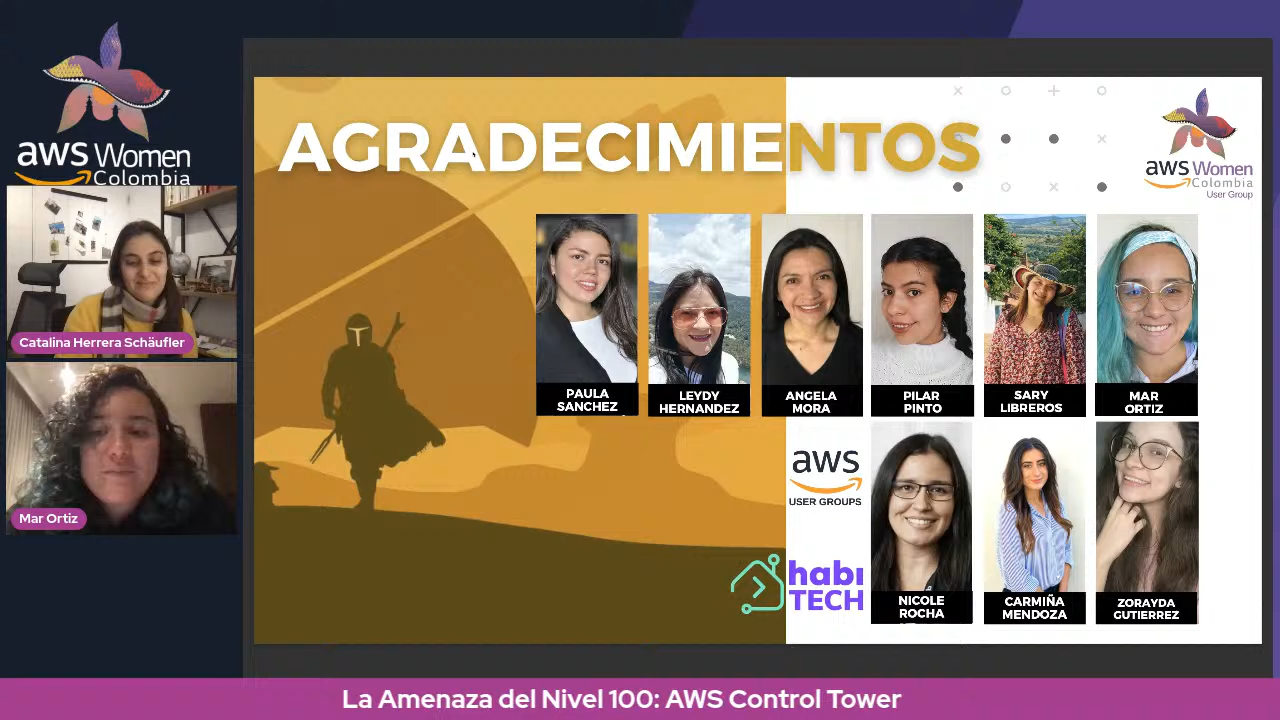 aws Women
Colombia
Catalina Herrera Schäufler
Mar Ortiz
AGRADECIMIENTOS
aws Women
Colombia
User Group
PAULA
SANCHEZ
LEYDY
HERNANDEZ
ANGELA
MORA
PILAR
PINTO
SARY
LIBREROS
MAR
ORTIZ
aws
USER GROUPS
habi
TECH
NICOLE
ROCHA
CARMIÑA
MENDOZA
ZORAYDA
GUTIERREZ
La Amenaza del Nivel 100: AWS Control Tower